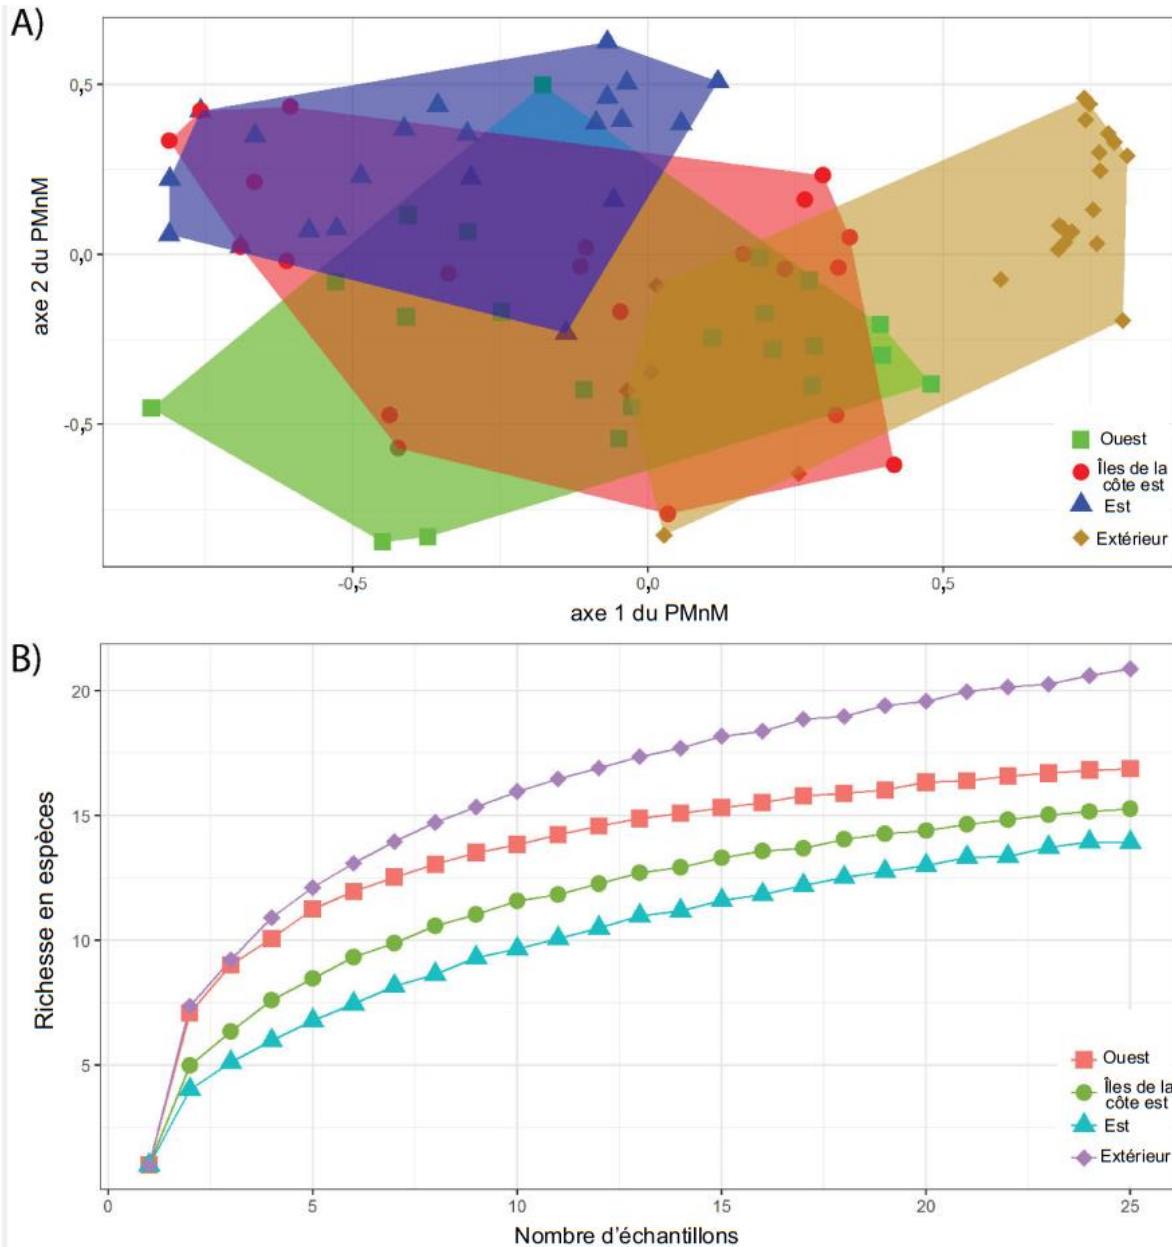 A)
axe 2 du PMnM
0,5
0,0
-0,5
-0,5
0,0
0,5
axe 1 du PMnM
Ouest
Îles de la
côte est
Est
Extérieur
B)
Richesse en espèces
20
15
10
5
0
5
10
15
20
25
Nombre d'échantillons
Ouest
Îles de la
côte est
Est
Extérieur